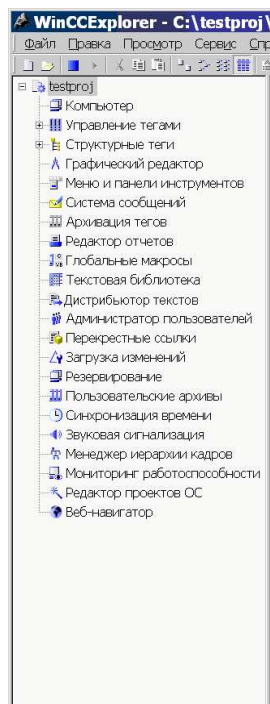 WinCCExplorer - C:\testproj\
Файл Правка Просмотр Сервис Спр
testproj
Компьютер
Управление тегами
Структурные теги
Графический редактор
Меню и панели инструментов
Система сообщений
Архивация тегов
Редактор отчетов
Глобальные макросы
Текстовая библиотека
Дистрибьютор текстов
Администратор пользователей
Перекрестные ссылки
Загрузка изменений
Резервирование
Пользовательские архивы
Синхронизация времени
Звуковая сигнализация
Менеджер иерархии кадров
Мониторинг работоспособности
Редактор проектов ОС
Веб-навигатор